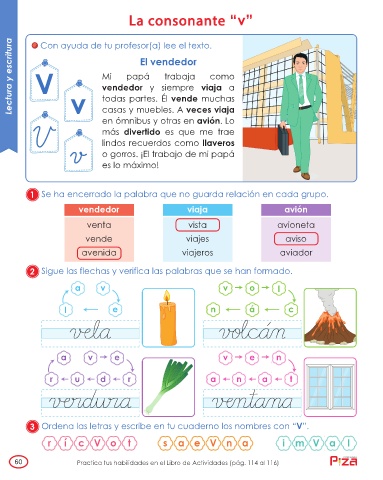 La consonante “v”
Lectura y escritura
Con ayuda de tu profesor(a) lee el texto.
V v
V v
El vendedor
Mi papá trabaja como
vendedor y siempre viaja a
todas partes. Él vende muchas
casas y muebles. A veces viaja
en ómnibus y otras en avión. Lo
más divertido es que me trae
lindos recuerdos como llaveros
o gorros. ¡El trabajo de mi papá
es lo máximo!
1 Se ha encerrado la palabra que no guarda relación en cada grupo.
vendedor viaja avión
venta vista avioneta
vende viajes aviso
avenida viajeros aviador
2 Sigue las flechas y verifica las palabras que se han formado.
a v
l e
v o l
n á c
vela
volcán
a v e
r u d r
v e n
a n a t
verdura
ventana
3 Ordena las letras y escribe en tu cuaderno los nombres con “V”.
r í c V o t
s a e V n a
i m V a l
60
Practica tus habilidades en el Libro de Actividades (pág. 114 al 116)